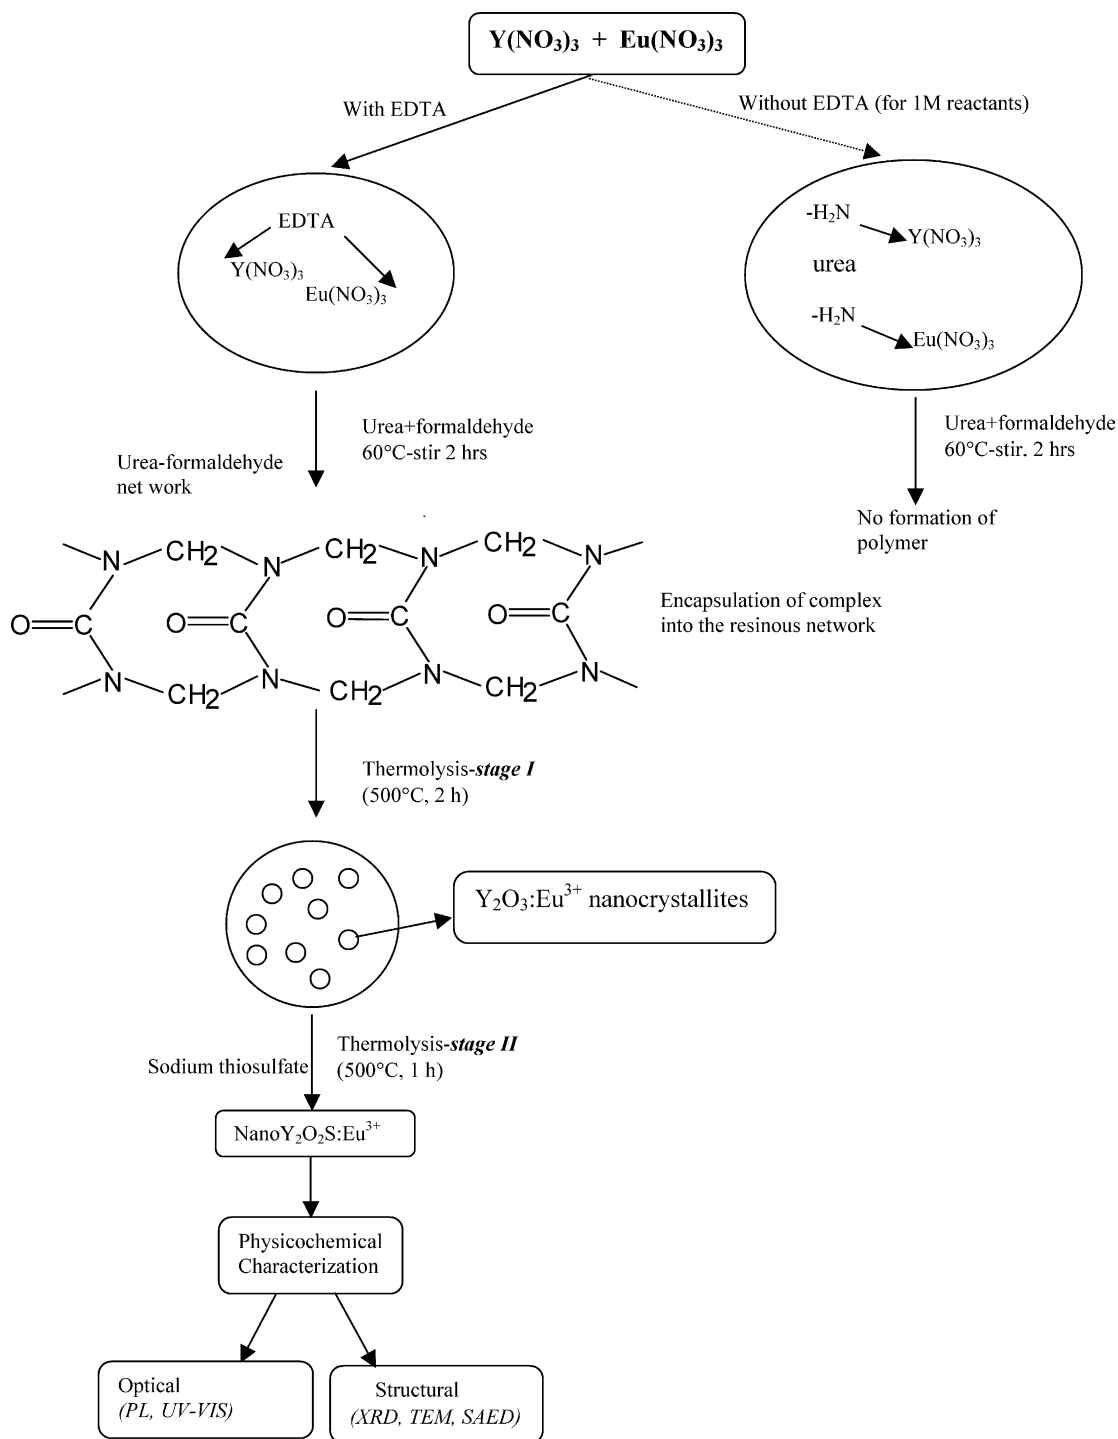 Y(NO₃)₃ + Eu(NO₃)₃
With EDTA
Without EDTA (for 1M reactants)
EDTA
Y(NO₃)₃
Eu(NO₃)₃
-H₂N
Y(NO₃)₃
urea
-H₂N
Eu(NO₃)₃
Urea+formaldehyde
60°C-stir 2 hrs
Urea-formaldehyde
net work
Urea+formaldehyde
60°C-stir, 2 hrs
No formation of
polymer
CH2 CH2 CH2
N N N N
O C O C O C O C
N N N N
CH2 CH2 CH2
Encapsulation of complex
into the resinous network
Thermolysis-stage I
(500°C, 2 h)
Y₂O₃:Eu³⁺ nanocrystallites
Sodium thiosulfate
Thermolysis-stage II
(500°C, 1 h)
NanoY₂O₂S:Eu³⁺
Physicochemical
Characterization
Optical
(PL, UV-VIS)
Structural
(XRD, TEM, SAED)